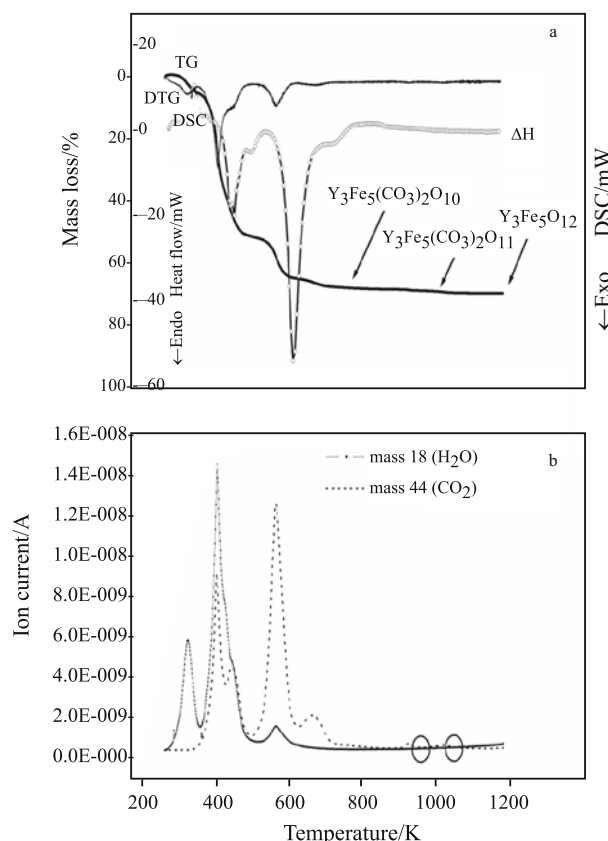 a
-20
0
20
40
60
80
100
-0
-20
-40
-60
Mass loss/%
←Endo Heat flow/mW
TG
DTG
DSC
ΔH
Y₃Fe₅(CO₃)₂O₁₀
Y₃Fe₅(CO₃)₂O₁₁
Y₃Fe₅O₁₂
←Exo DSC/mW
b
mass 18 (H₂O)
mass 44 (CO₂)
1.6E-008
1.4E-008
1.2E-008
1.0E-008
8.0E-009
6.0E-009
4.0E-009
2.0E-009
0.0E-000
Ion current/A
200 400 600 800 1000 1200
Temperature/K